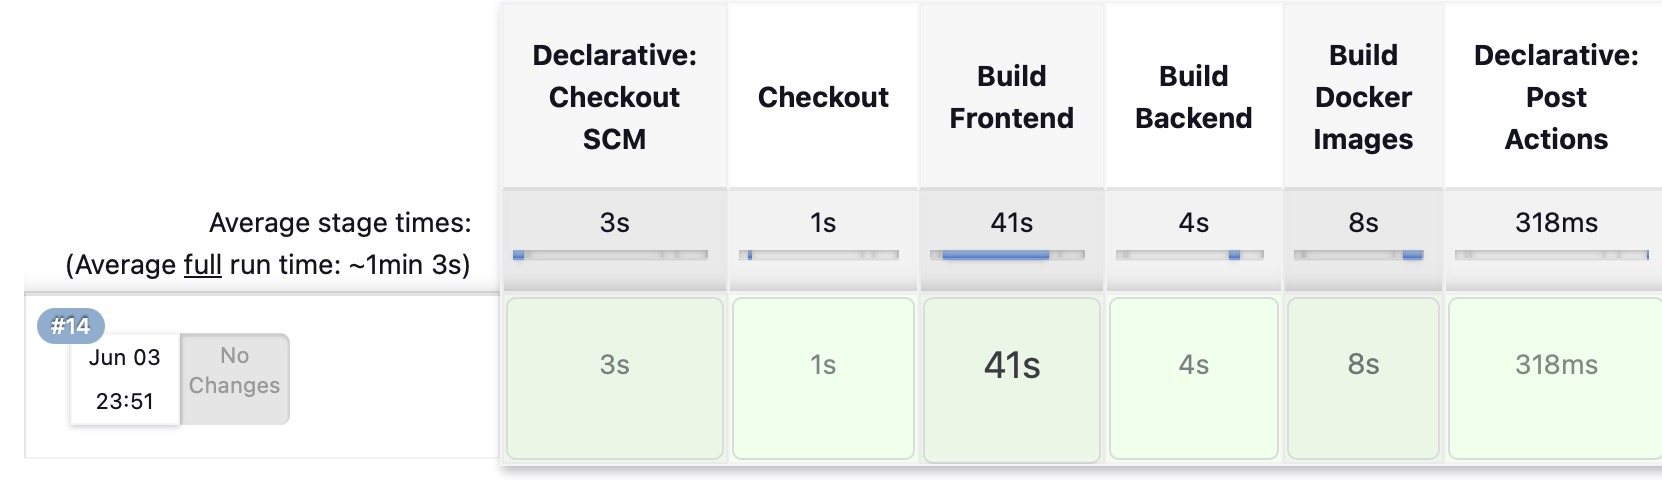 Declarative:
Checkout
SCM
Checkout
Build
Frontend
Build
Backend
Build
Docker
Images
Declarative:
Post
Actions
Average stage times:
(Average full run time: ~1min 3s)
3s
1s
41s
4s
8s
318ms
#14
Jun 03
23:51
No
Changes
3s
1s
41s
4s
8s
318ms